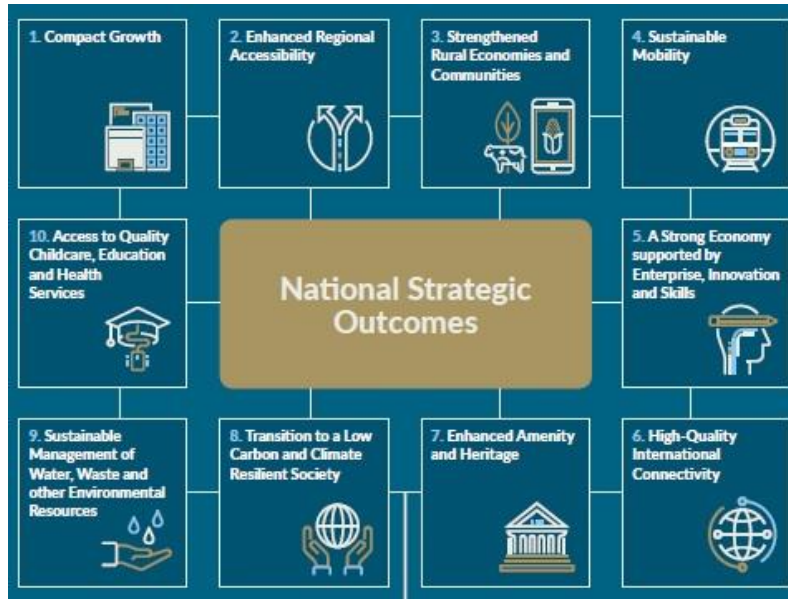 1. Compact Growth
2. Enhanced Regional
Accessibility
3. Strengthened
Rural Economies and
Communities
4. Sustainable
Mobility
10. Access to Quality
Childcare, Education
and Health
Services
National Strategic
Outcomes
5. A Strong Economy
supported by
Enterprise, Innovation
and Skills
9. Sustainable
Management of
Water, Waste and
other Environmental
Resources
8. Transition to a Low
Carbon and Climate
Resilient Society
7. Enhanced Amenity
and Heritage
6. High-Quality
International
Connectivity